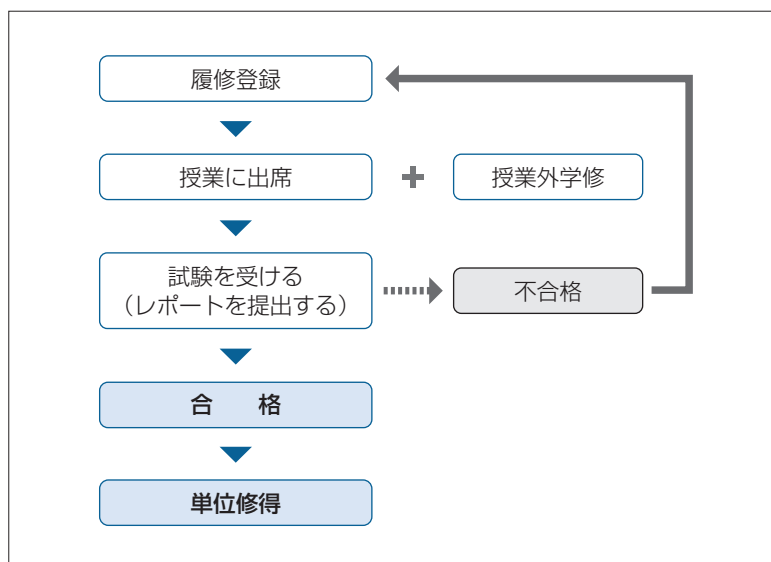 履修登録
授業に出席
授業外学修
試験を受ける
（レポートを提出する）
不合格
合　　格
単位修得